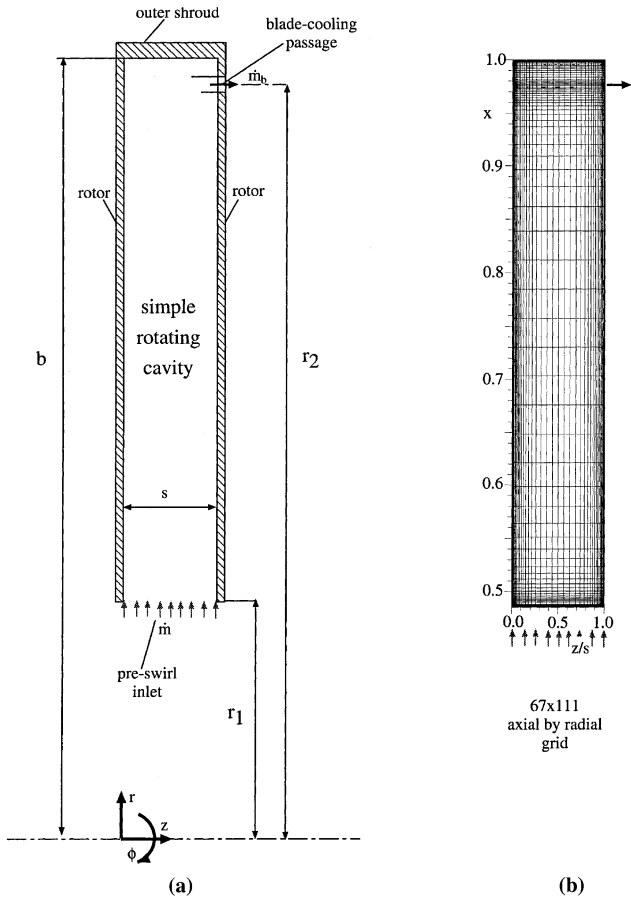 outer shroud
blade-cooling
passage
ṁb
rotor
rotor
simple
rotating
cavity
b
r2
s
ṁ
pre-swirl
inlet
r1
r
z
ϕ
(a)
1.0
x
0.9
0.8
0.7
0.6
0.5
0.0 0.5 1.0
z/s
67x111
axial by radial
grid
(b)